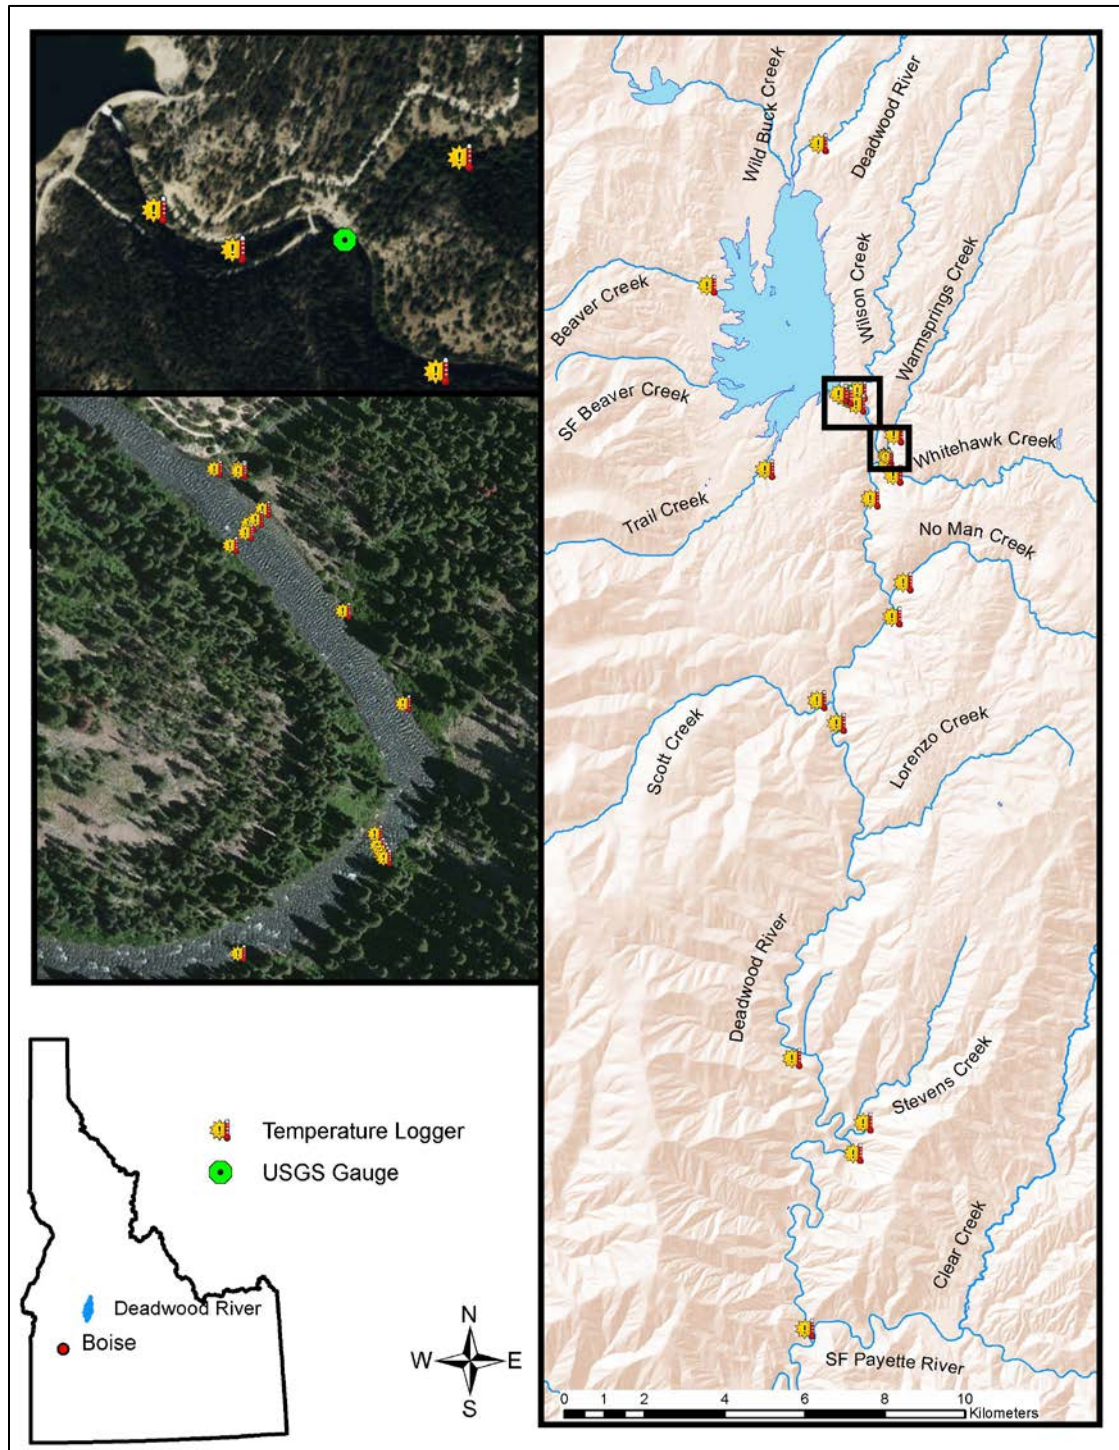 Wild Buck Creek
Deadwood River
Beaver Creek
Wilson Creek
Warmsprings Creek
SF Beaver Creek
Whitehawk Creek
Trail Creek
No Man Creek
Scott Creek
Lorenzo Creek
Deadwood River
Stevens Creek
Clear Creek
SF Payette River
0 1 2 4 6 8 10
Kilometers
Temperature Logger
USGS Gauge
Deadwood River
Boise
N
W E
S